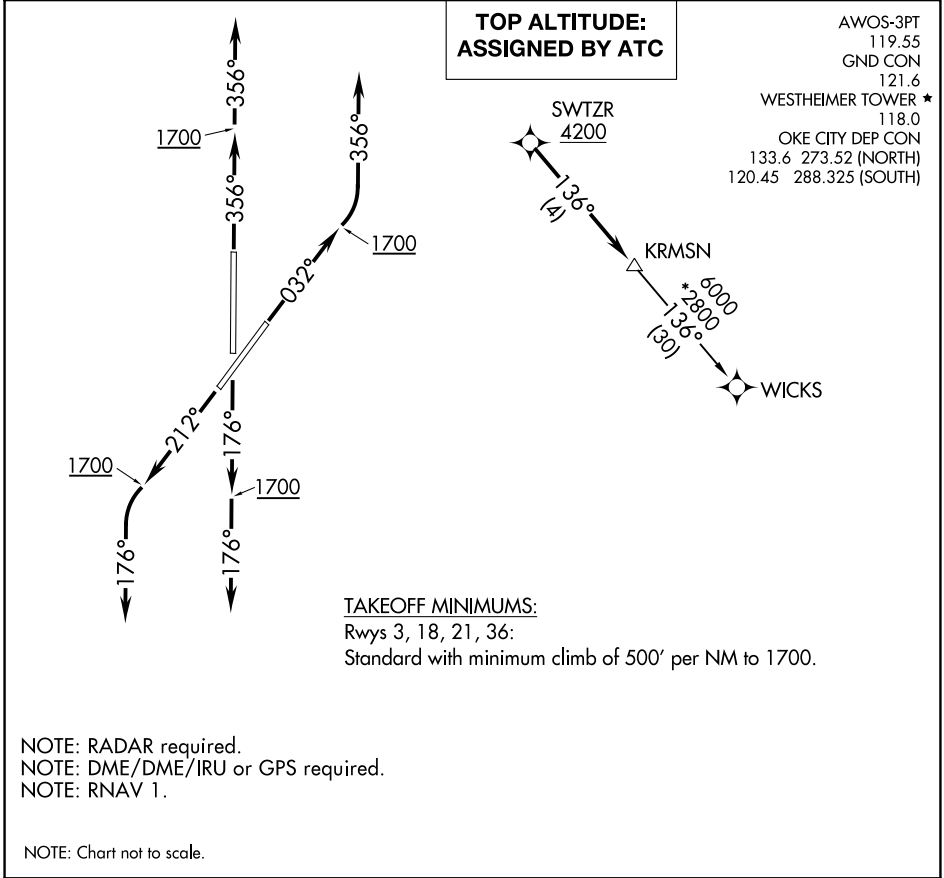 TOP ALTITUDE:
ASSIGNED BY ATC
AWOS-3PT
119.55
GND CON
121.6
WESTHEIMER TOWER ★
118.0
OKE CITY DEP CON
133.6 273.52 (NORTH)
120.45 288.325 (SOUTH)
356°
1700
356°
356°
1700
032°
212°
176°
1700
1700
176°
176°
SWTZR
4200
136°
(4)
KRMSN
6000
*2800
136°
(30)
WICKS
TAKEOFF MINIMUMS:
Rwys 3, 18, 21, 36:
Standard with minimum climb of 500' per NM to 1700.
NOTE: RADAR required.
NOTE: DME/DME/IRU or GPS required.
NOTE: RNAV 1.
NOTE: Chart not to scale.